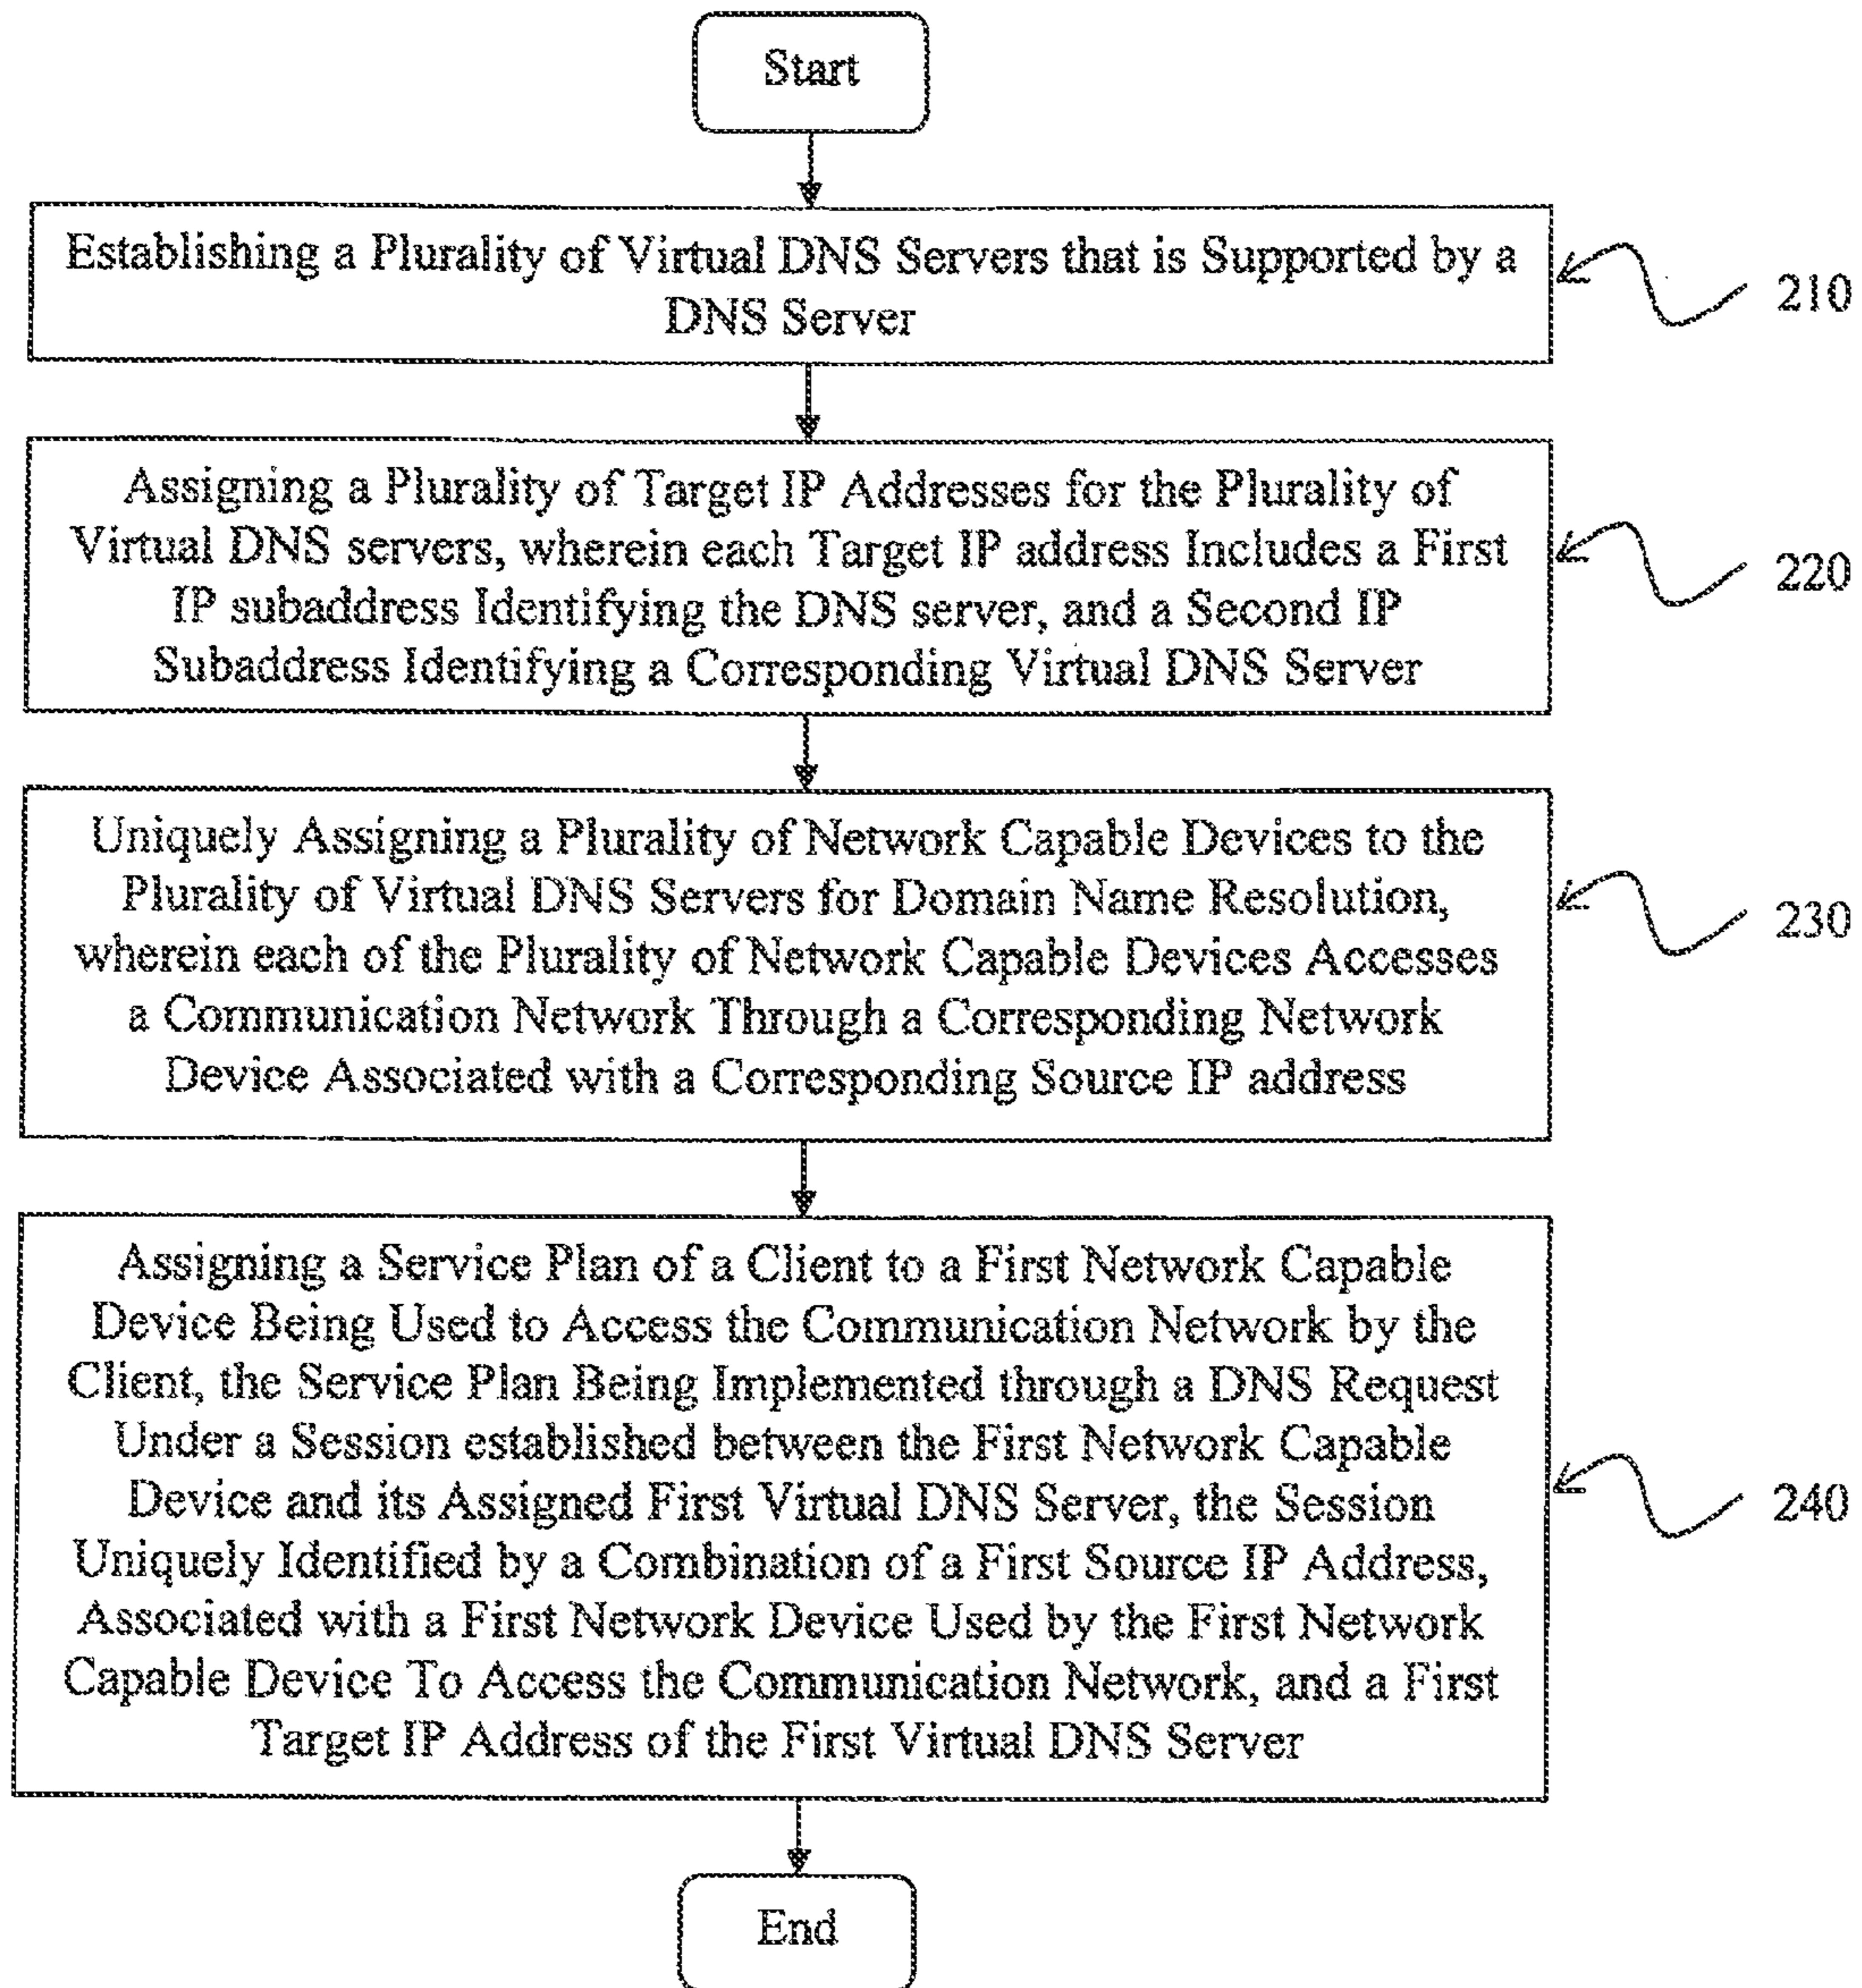 Start
Establishing a Plurality of Virtual DNS Servers that is Supported by a
DNS Server
210
Assigning a Plurality of Target IP Addresses for the Plurality of
Virtual DNS servers, wherein each Target IP address Includes a First
IP subaddress Identifying the DNS server, and a Second IP
Subaddress Identifying a Corresponding Virtual DNS Server
220
Uniquely Assigning a Plurality of Network Capable Devices to the
Plurality of Virtual DNS Servers for Domain Name Resolution,
wherein each of the Plurality of Network Capable Devices Accesses
a Communication Network Through a Corresponding Network
Device Associated with a Corresponding Source IP address
230
Assigning a Service Plan of a Client to a First Network Capable
Device Being Used to Access the Communication Network by the
Client, the Service Plan Being Implemented through a DNS Request
Under a Session established between the First Network Capable
Device and its Assigned First Virtual DNS Server, the Session
Uniquely Identified by a Combination of a First Source IP Address,
Associated with a First Network Device Used by the First Network
Capable Device To Access the Communication Network, and a First
Target IP Address of the First Virtual DNS Server
240
End